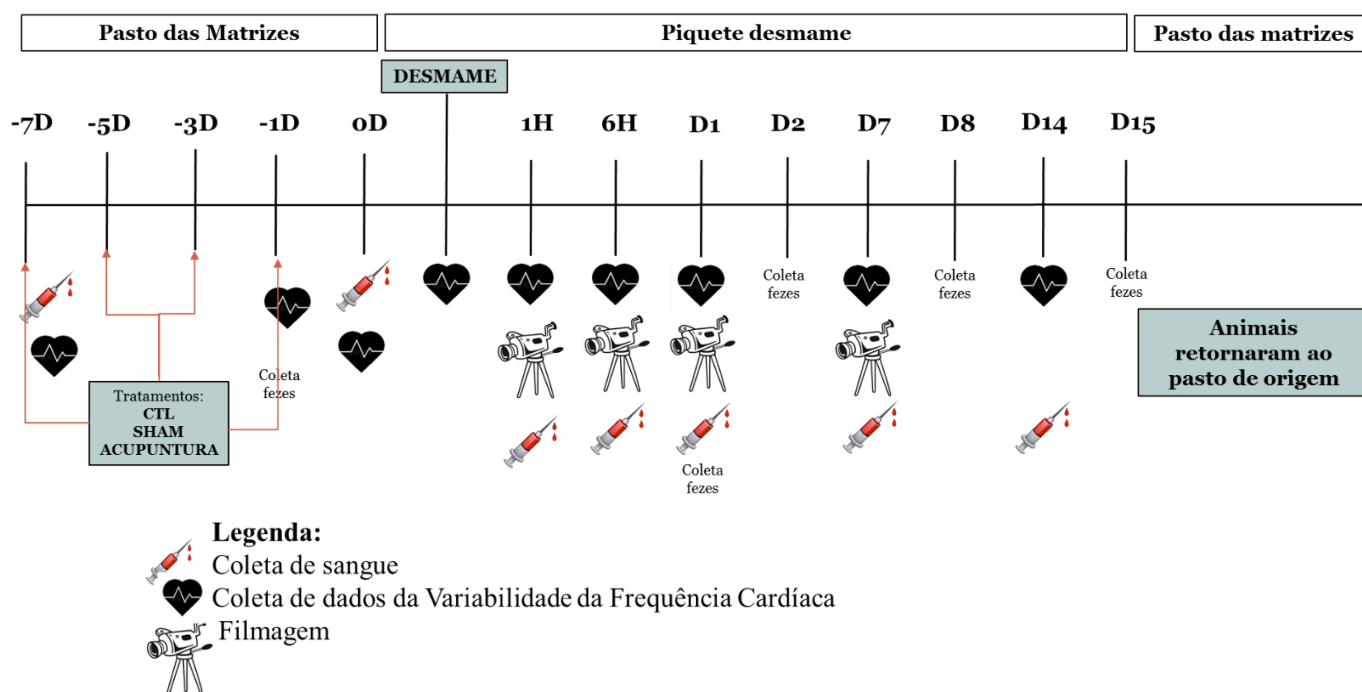 Pasto das Matrizes
Piquete desmame
Pasto das matrizes
DESMAME
-7D
-5D
-3D
-1D
0D
1H
6H
D1
D2
D7
D8
D14
D15
Coleta
fezes
Coleta
fezes
Coleta
fezes
Coleta
fezes
Coleta
fezes
Tratamentos:
CTL
SHAM
ACUPUNTURA
Animais
retornaram ao
pasto de origem
Legenda:
Coleta de sangue
Coleta de dados da Variabilidade da Frequência Cardíaca
Filmagem